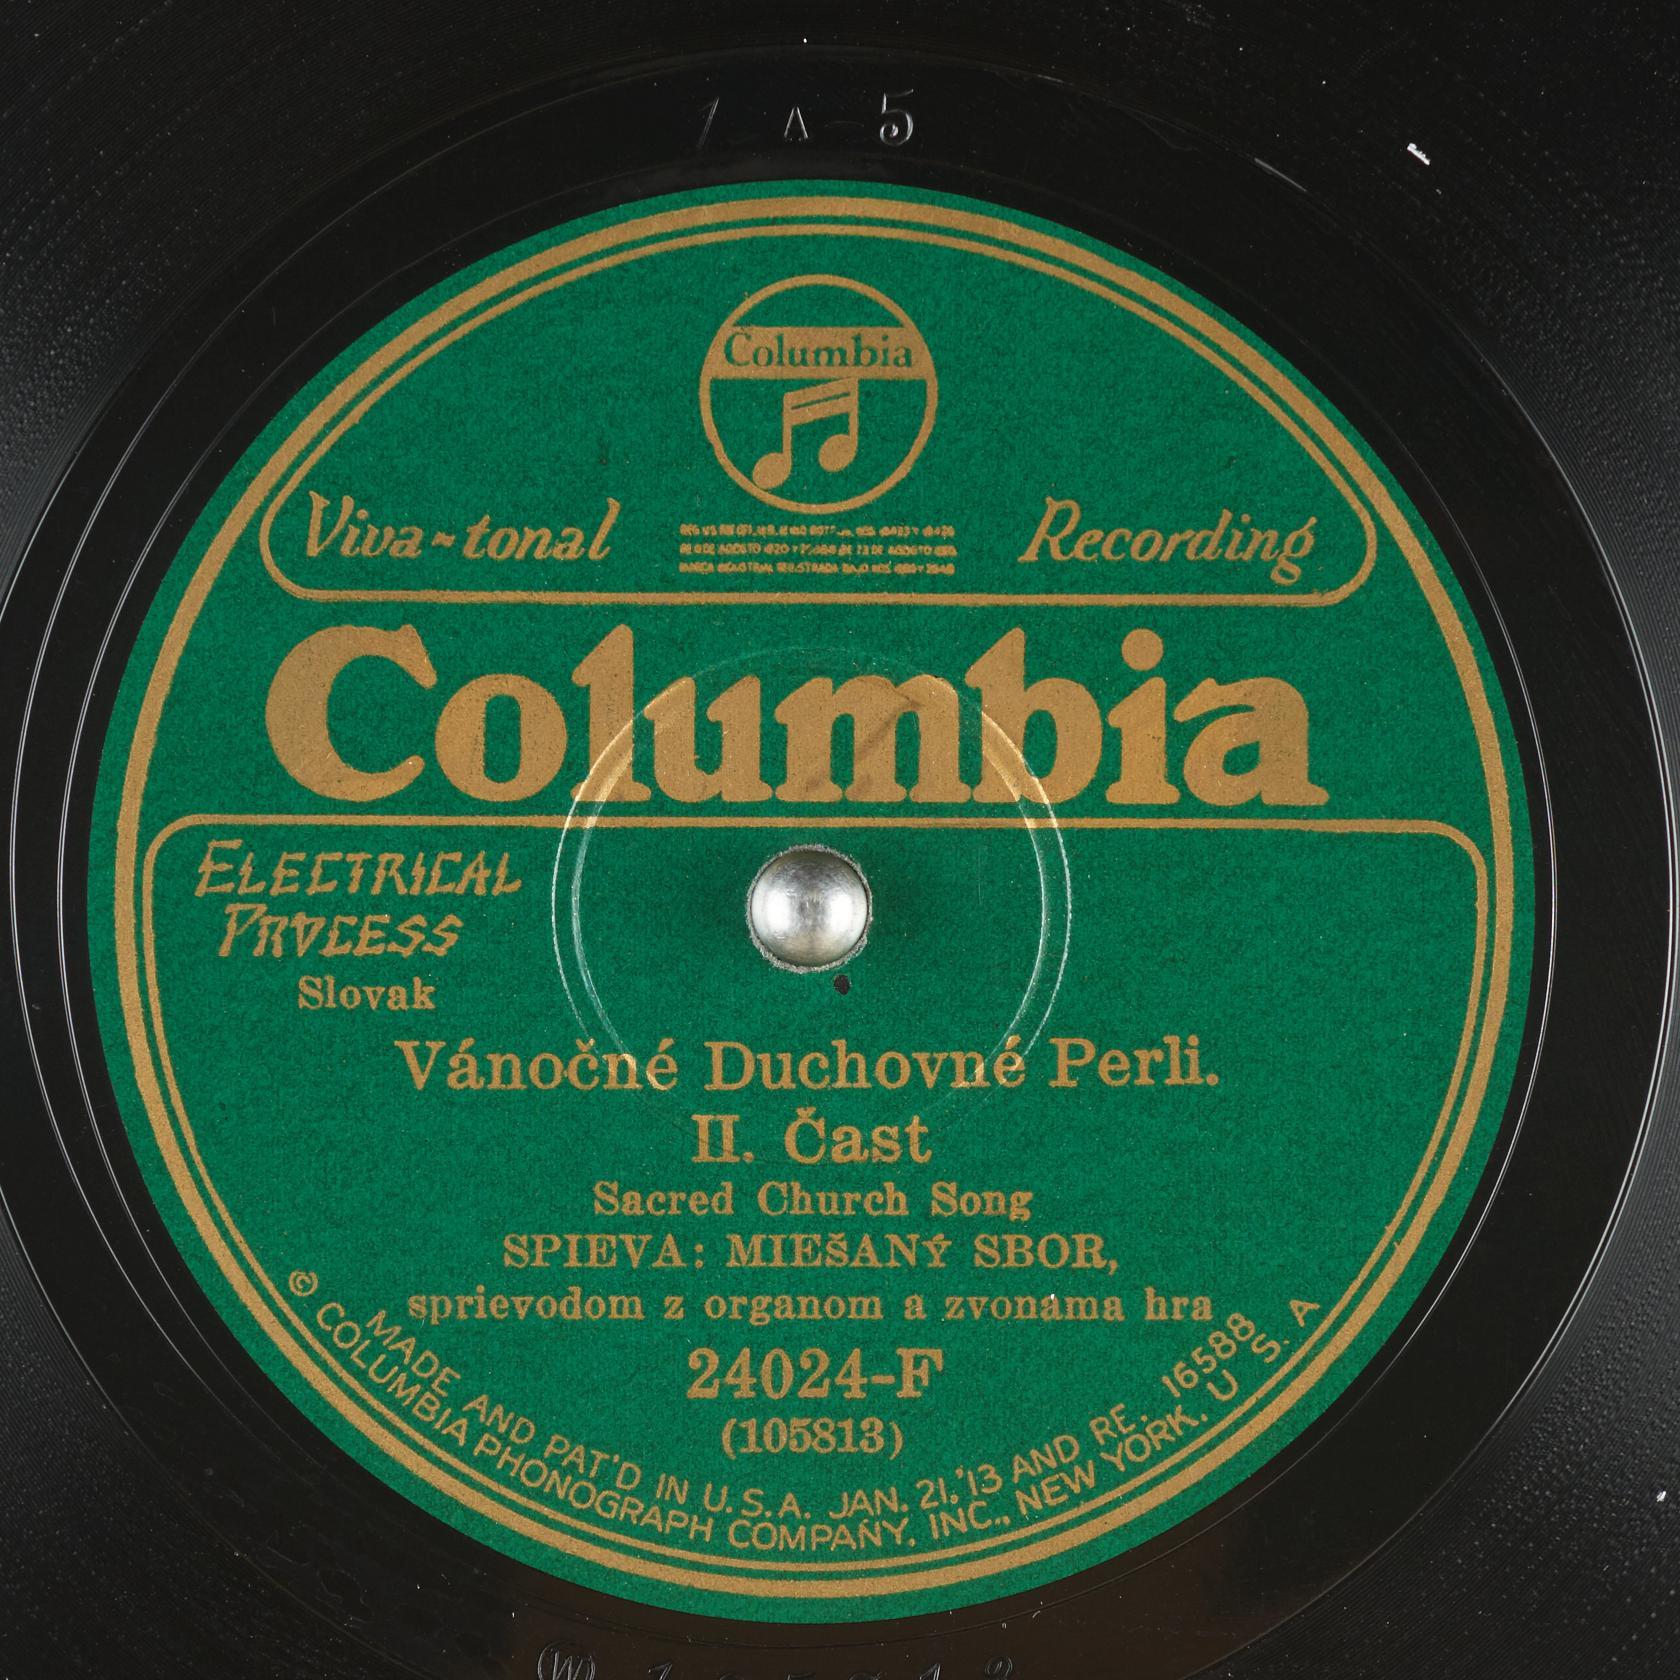 1 A-5
Columbia
Viva-tonal Recording
Columbia
ELECTRICAL
PROCESS
Slovak
Vánočné Duchovné Perli.
II. Čast
Sacred Church Song
SPIEVA: MIEŠANÝ SBOR,
sprievodom z organom a zvonama hra
24024-F
(105813)
MADE AND PAT'D IN U.S.A. JAN. 21, '13 AND RE. 16588
© COLUMBIA PHONOGRAPH COMPANY, INC., NEW YORK. U S. A